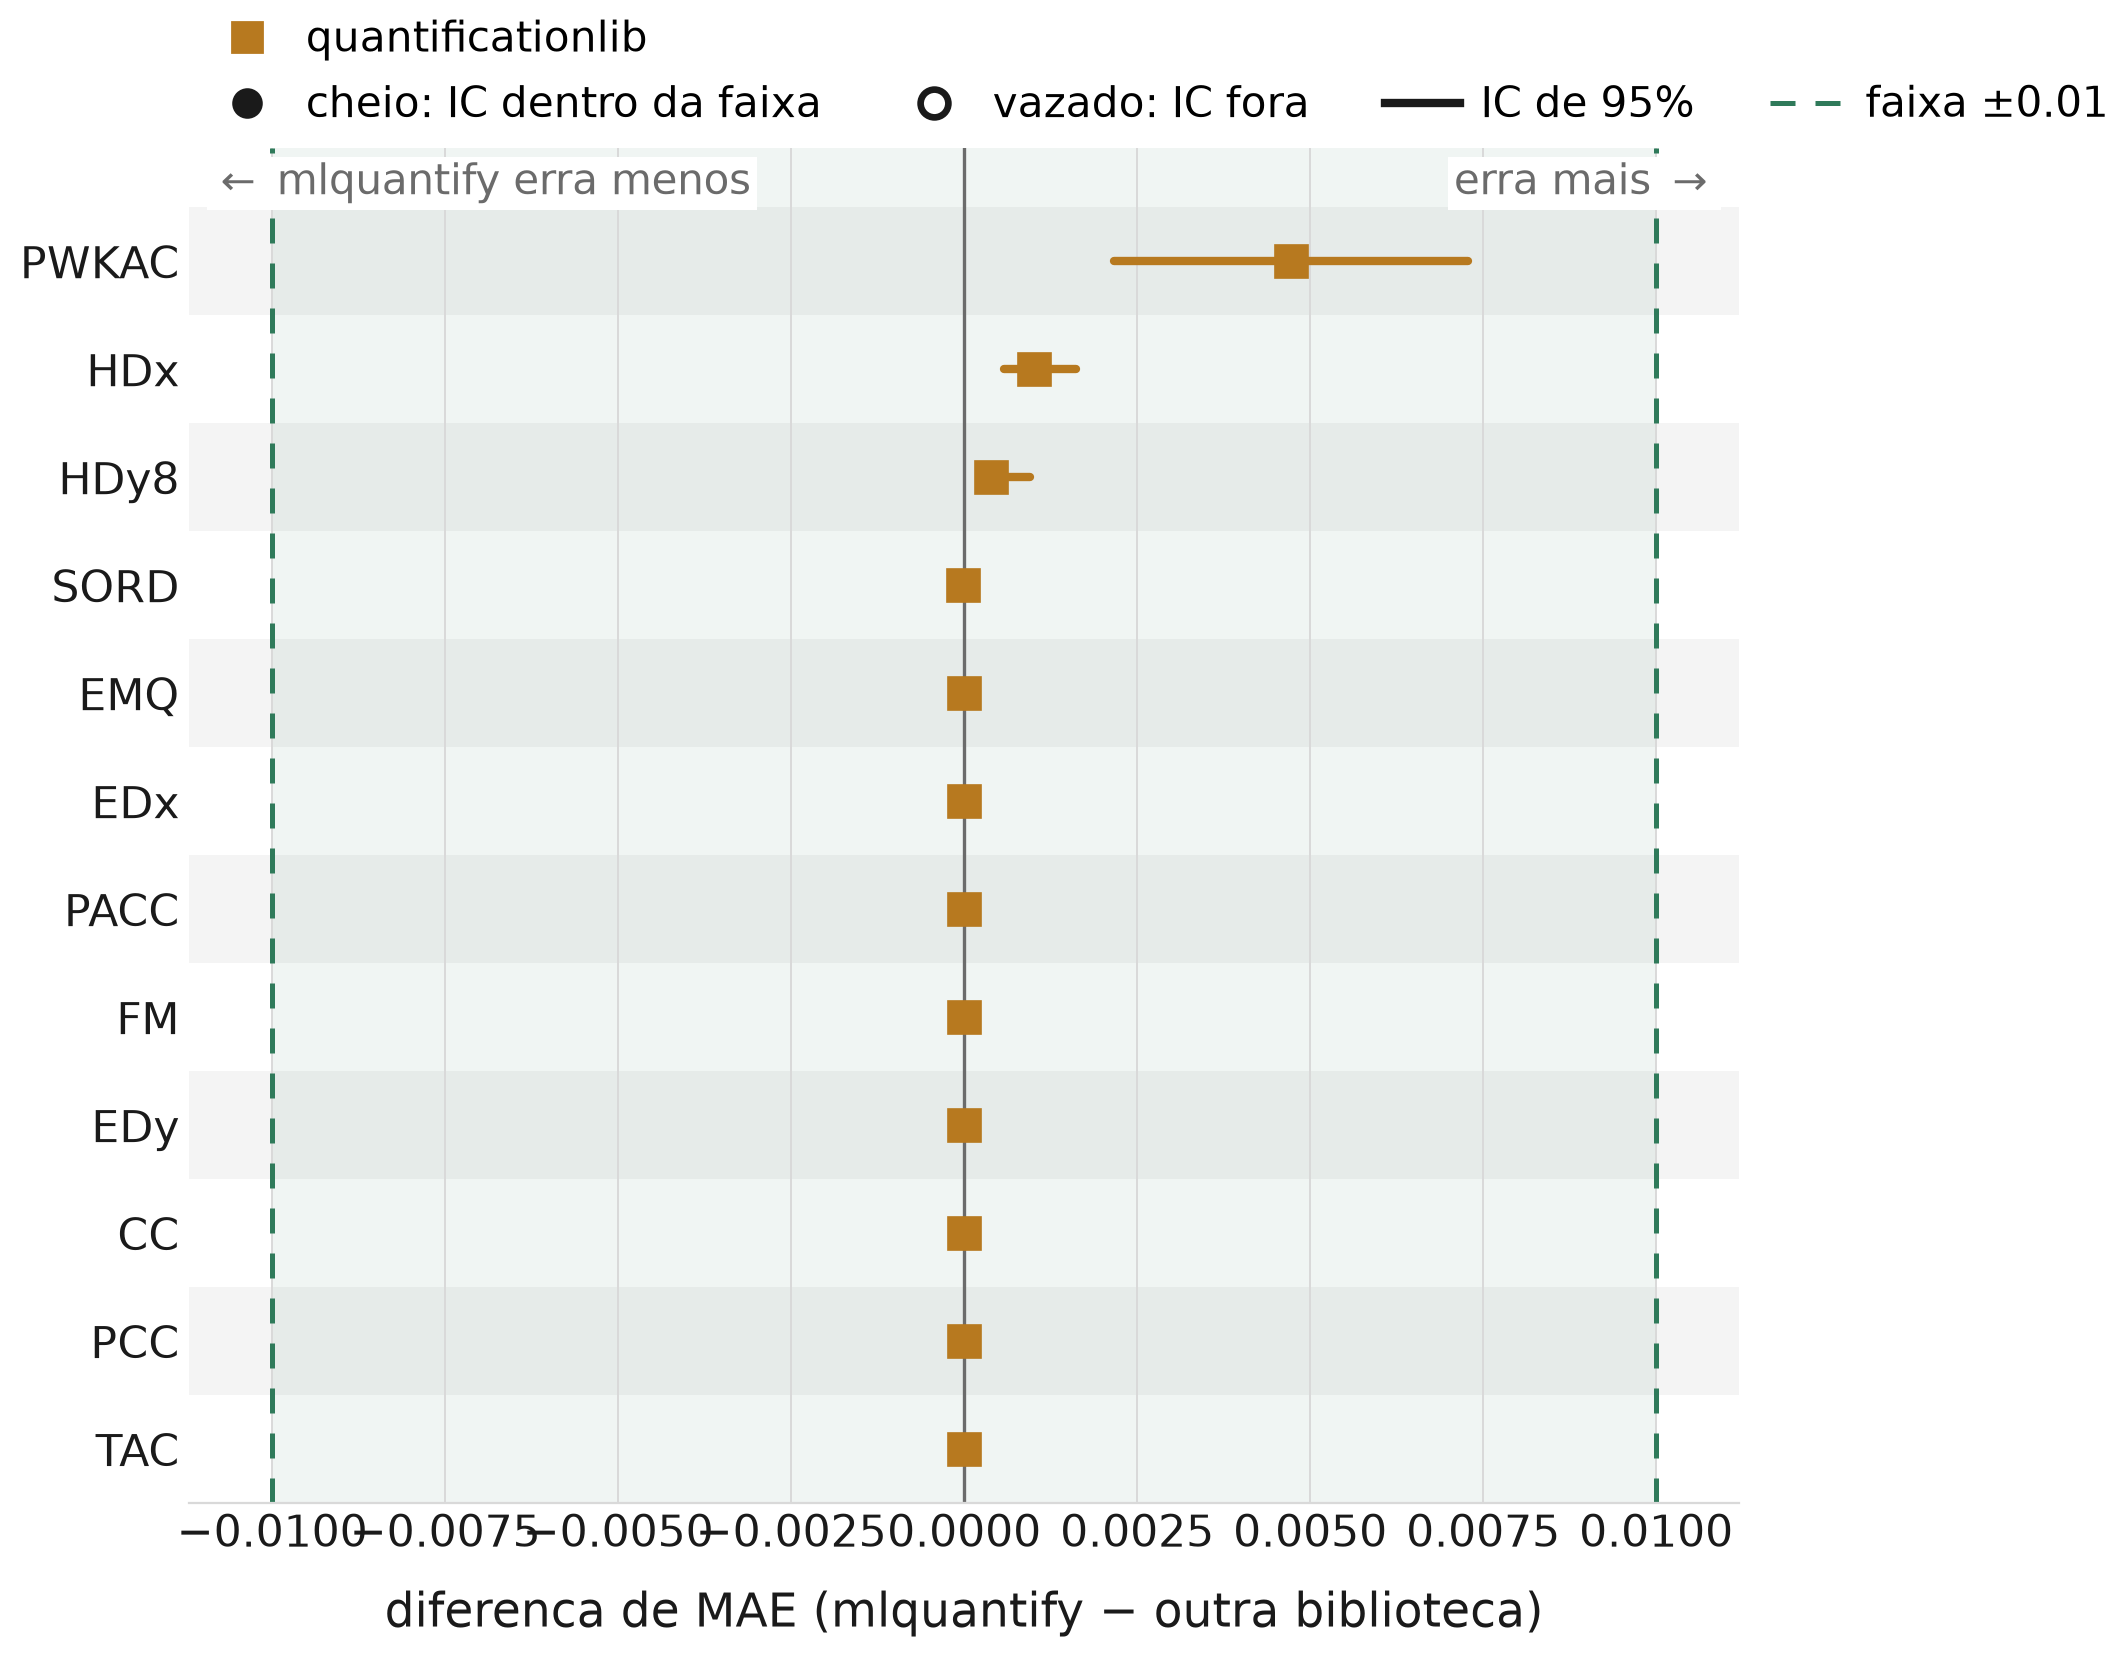 quantificationlib
cheio: IC dentro da faixa vazado: IC fora IC de 95% faixa ±0.01
← mlquantify erra menos erra mais →
PWKAC
HDx
HDy8
SORD
EMQ
EDx
PACC
FM
EDy
CC
PCC
TAC
−0.0100 −0.0075 −0.0050 −0.0025 0.0000 0.0025 0.0050 0.0075 0.0100
diferenca de MAE (mlquantify − outra biblioteca)